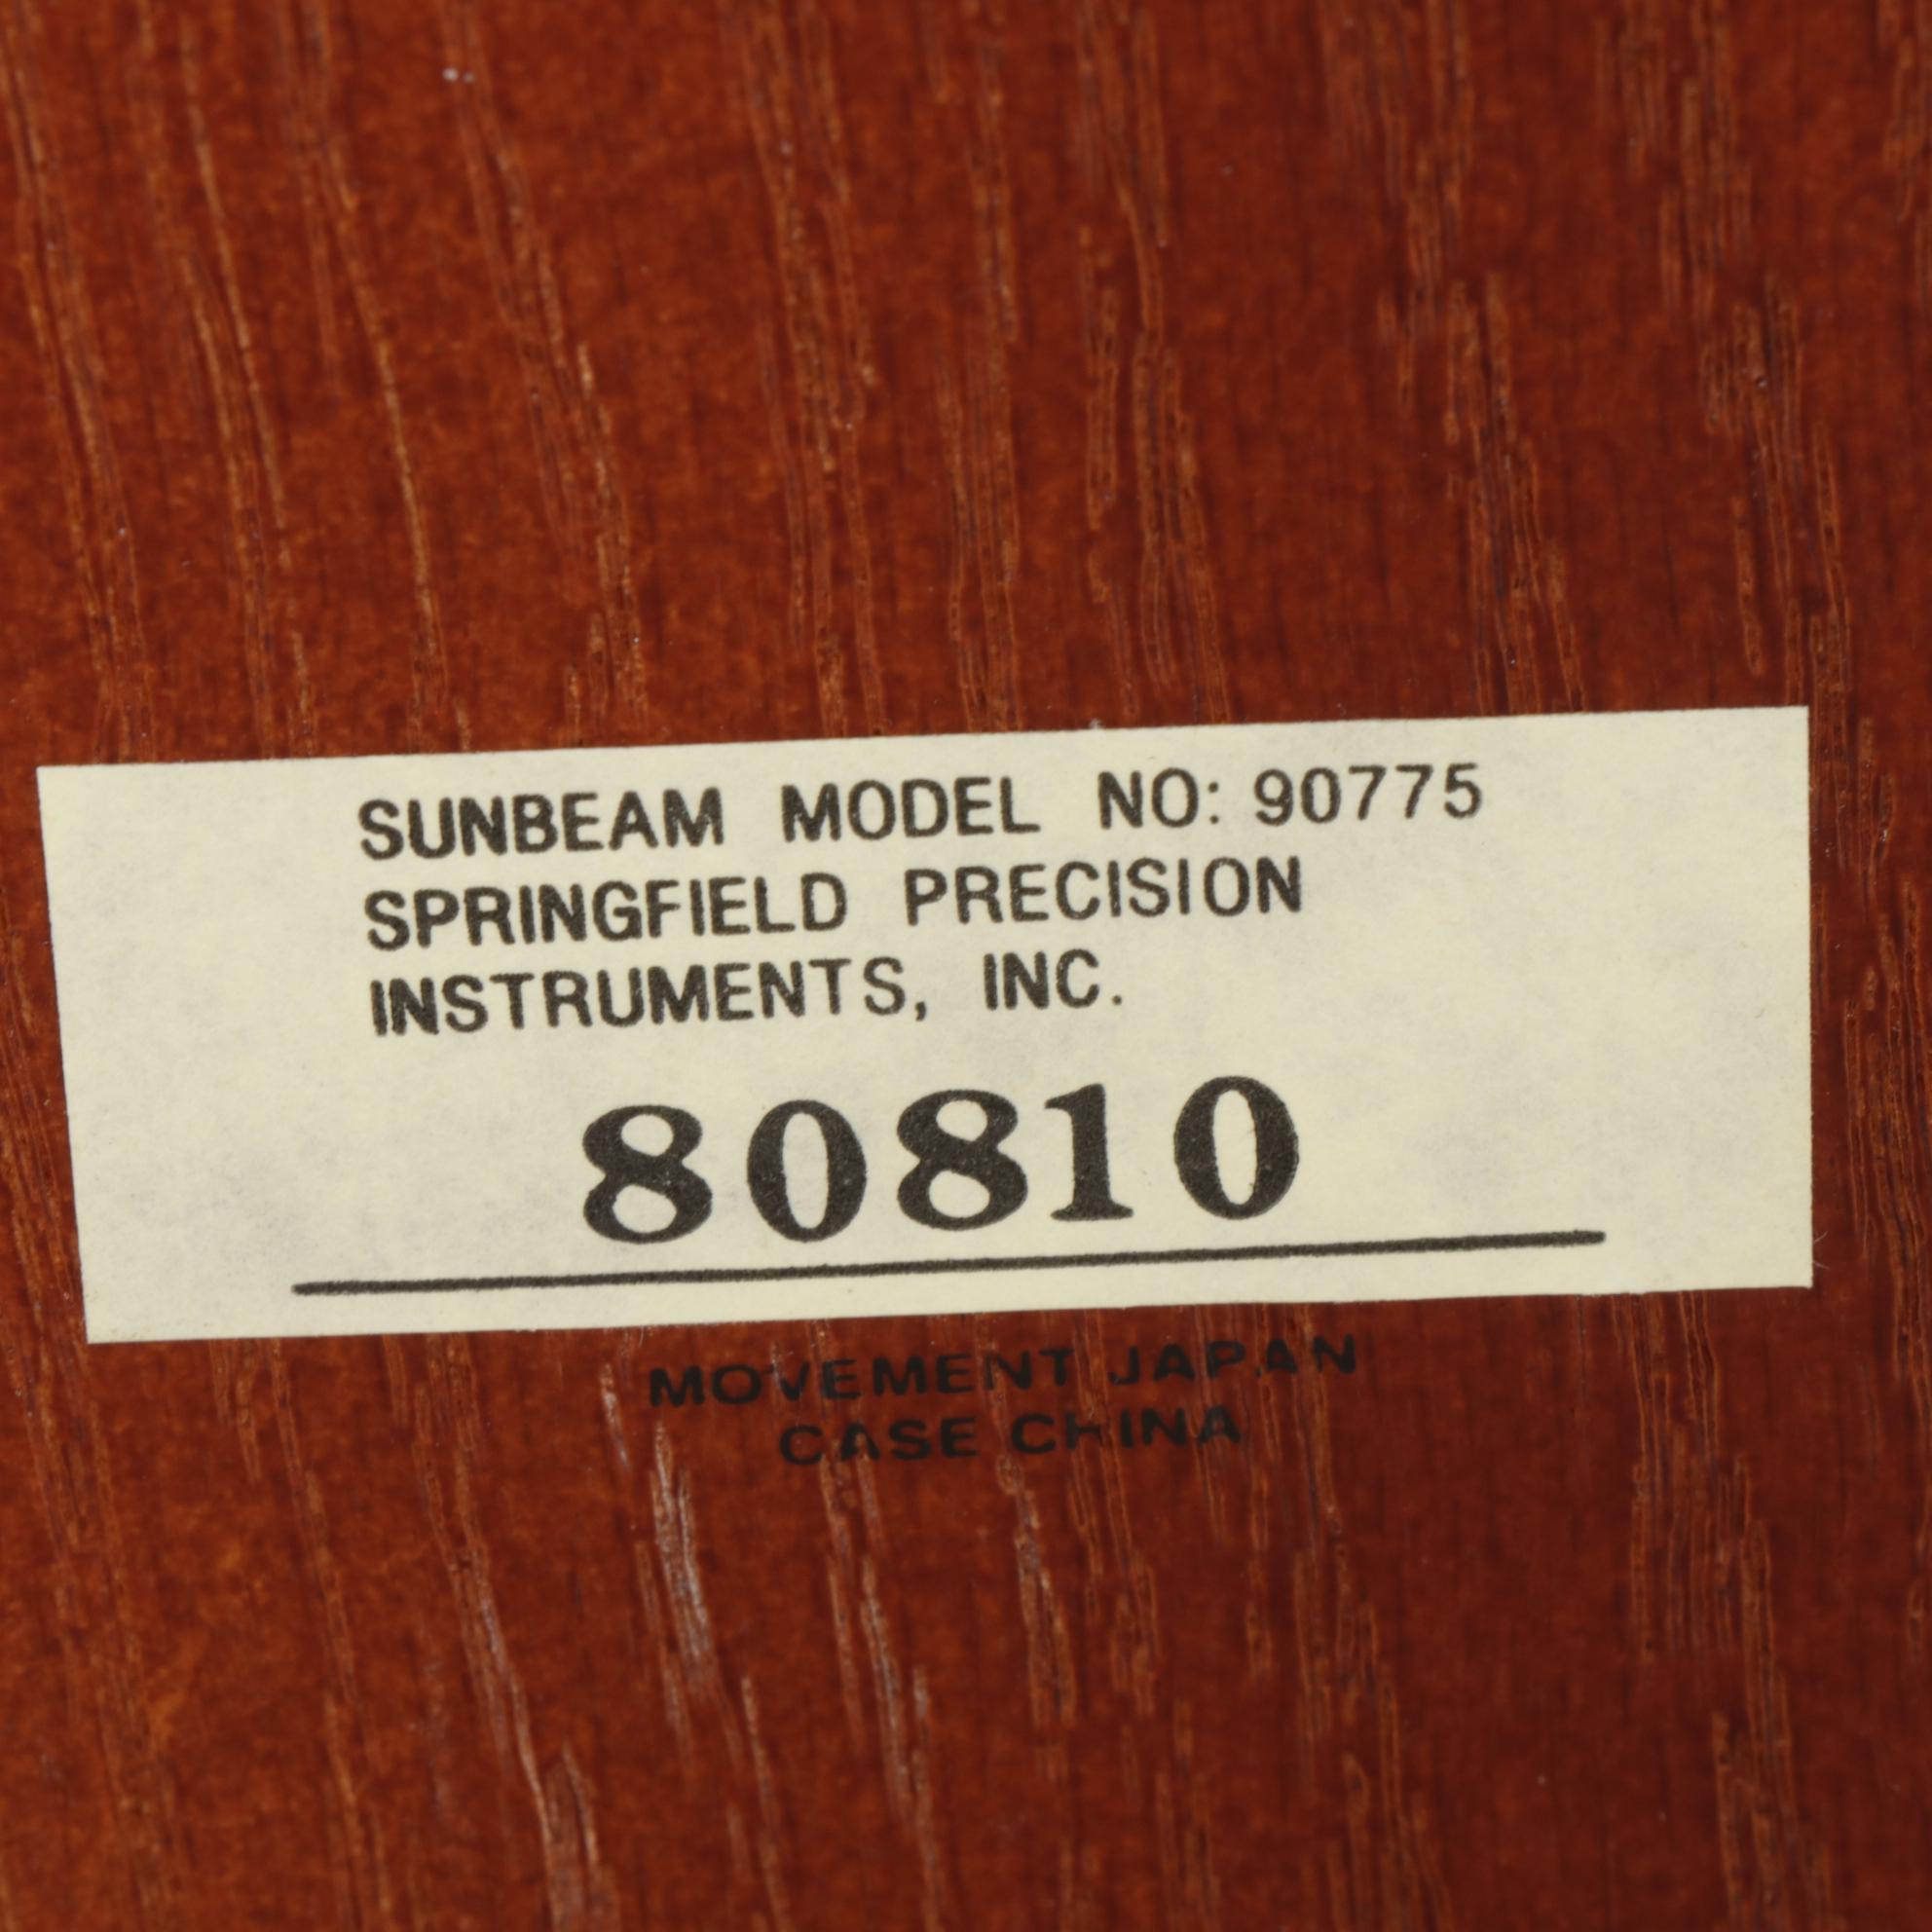 SUNBEAM MODEL NO: 90775
SPRINGFIELD PRECISION
INSTRUMENTS, INC.
80810
MOVEMENT JAPAN
CASE CHINA